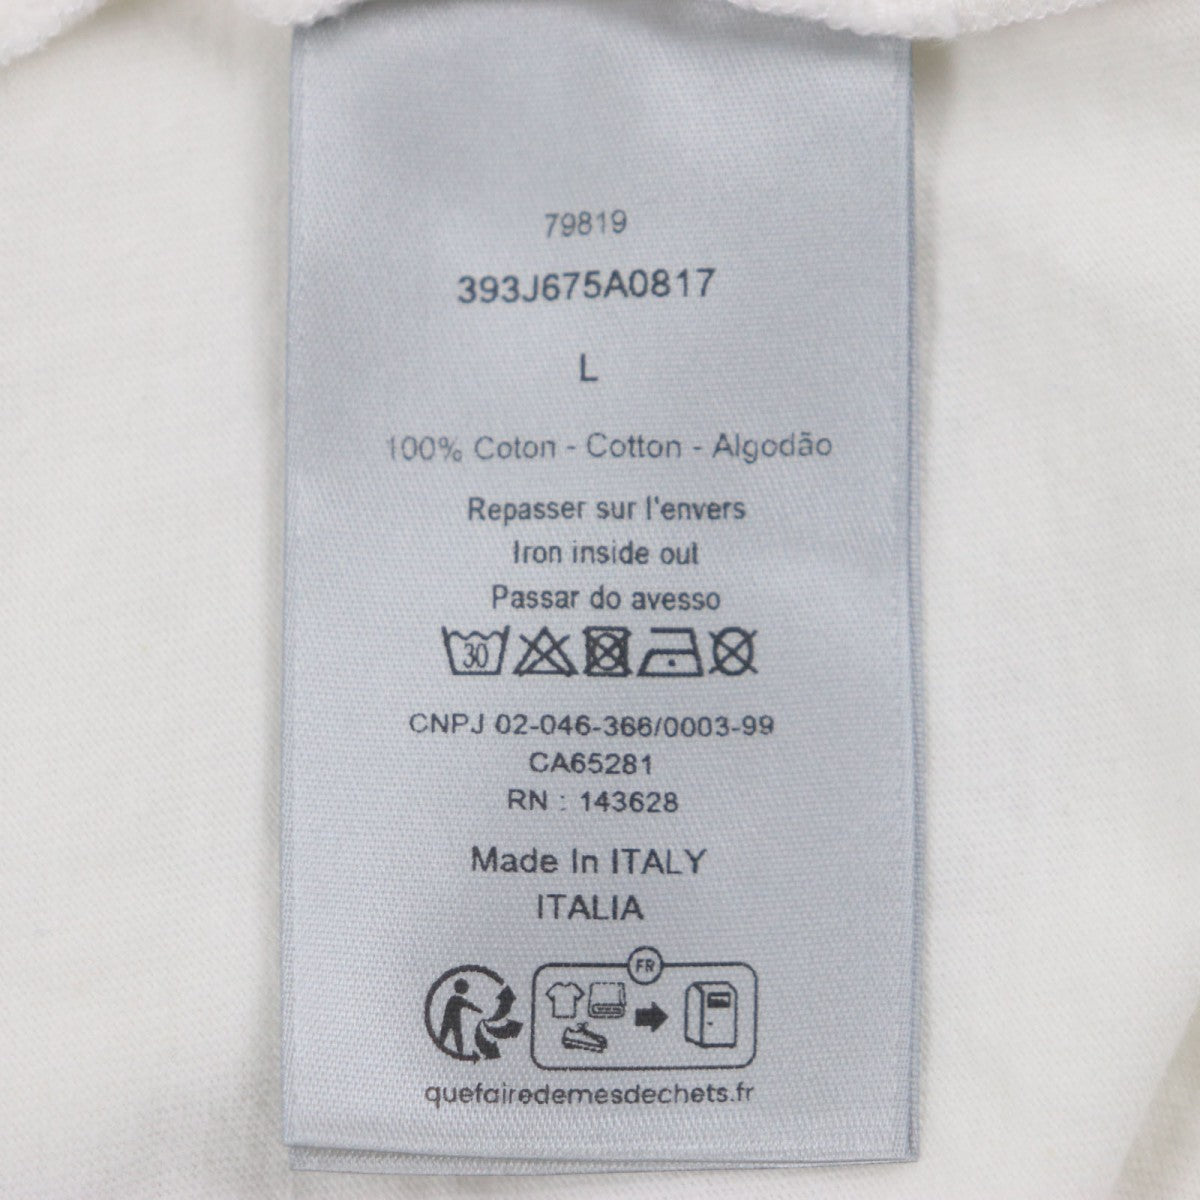 79819
393J675A0817
L
100% Coton - Cotton - Algodão
Repasser sur l'envers
Iron inside out
Passar do avesso
30
CNPJ 02-046-366/0003-99
CA65281
RN : 143628
Made In ITALY
ITALIA
FR
quefairedemesdechets.fr